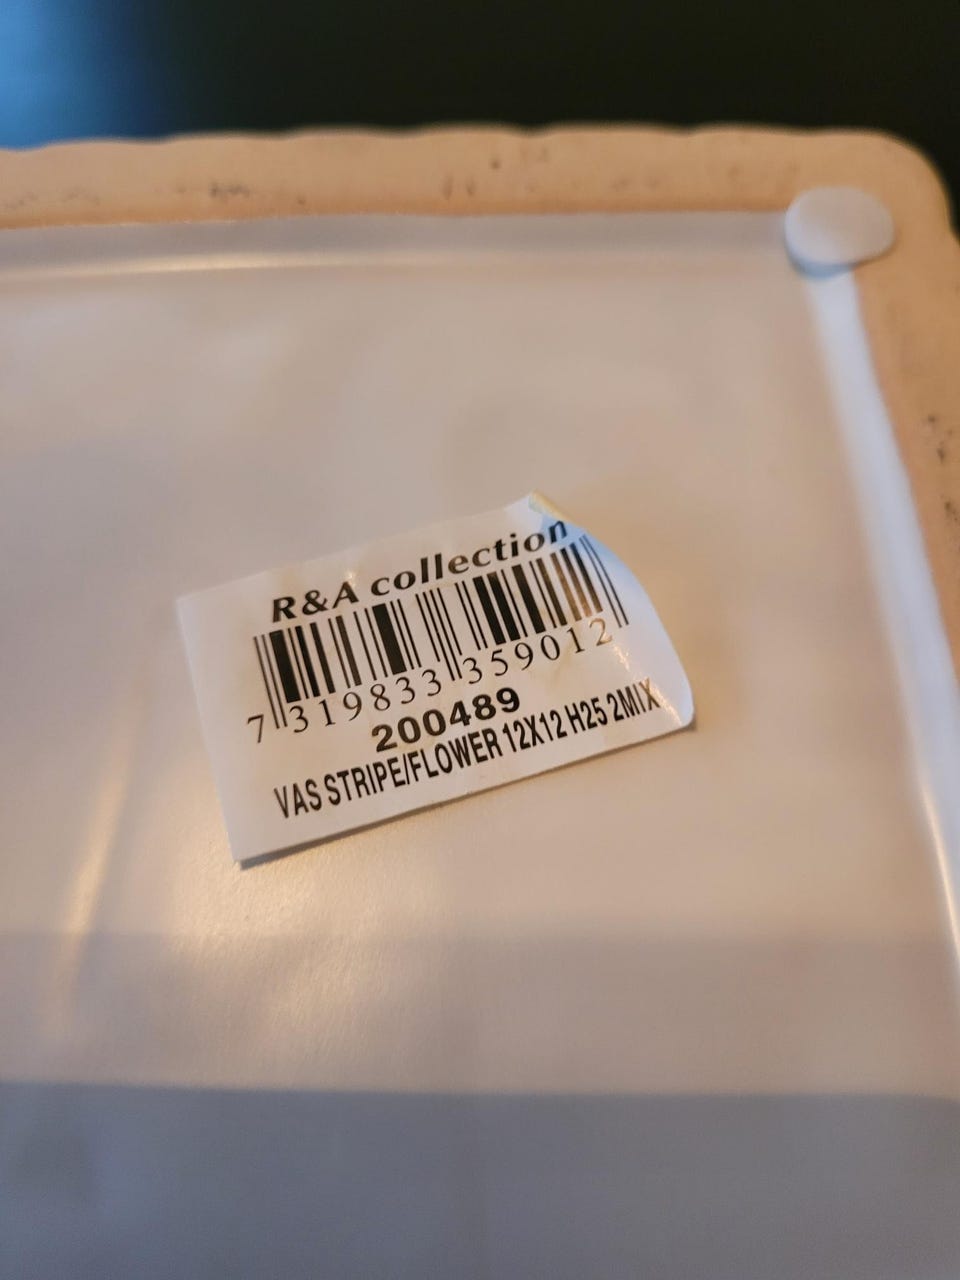 R&A collection
7 319833 359012
200489
VAS STRIPE/FLOWER 12X12 H25 2MIX